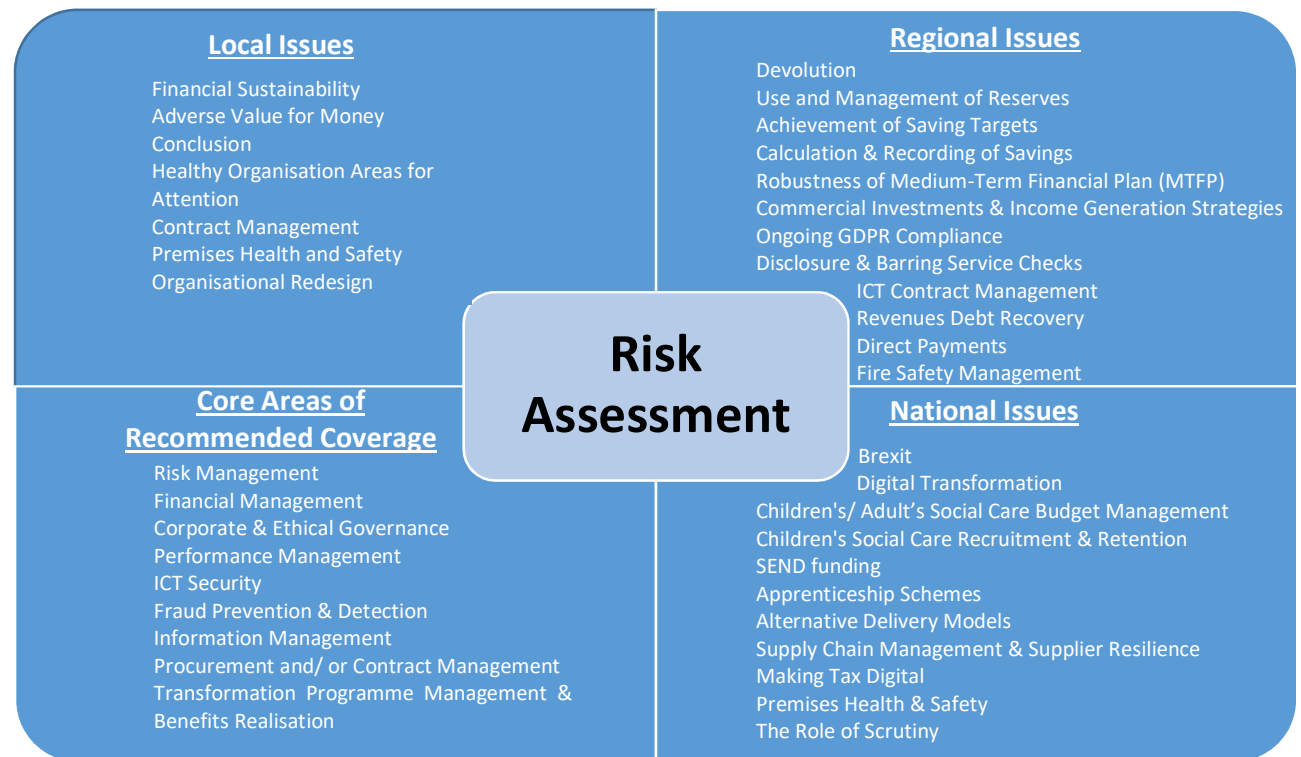 Local Issues
Financial Sustainability
Adverse Value for Money
Conclusion
Healthy Organisation Areas for
Attention
Contract Management
Premises Health and Safety
Organisational Redesign
Regional Issues
Devolution
Use and Management of Reserves
Achievement of Saving Targets
Calculation & Recording of Savings
Robustness of Medium-Term Financial Plan (MTFP)
Commercial Investments & Income Generation Strategies
Ongoing GDPR Compliance
Disclosure & Barring Service Checks
ICT Contract Management
Revenues Debt Recovery
Direct Payments
Fire Safety Management
Risk
Assessment
Core Areas of
Recommended Coverage
Risk Management
Financial Management
Corporate & Ethical Governance
Performance Management
ICT Security
Fraud Prevention & Detection
Information Management
Procurement and/ or Contract Management
Transformation Programme Management &
Benefits Realisation
National Issues
Brexit
Digital Transformation
Children's/ Adult’s Social Care Budget Management
Children's Social Care Recruitment & Retention
SEND funding
Apprenticeship Schemes
Alternative Delivery Models
Supply Chain Management & Supplier Resilience
Making Tax Digital
Premises Health & Safety
The Role of Scrutiny